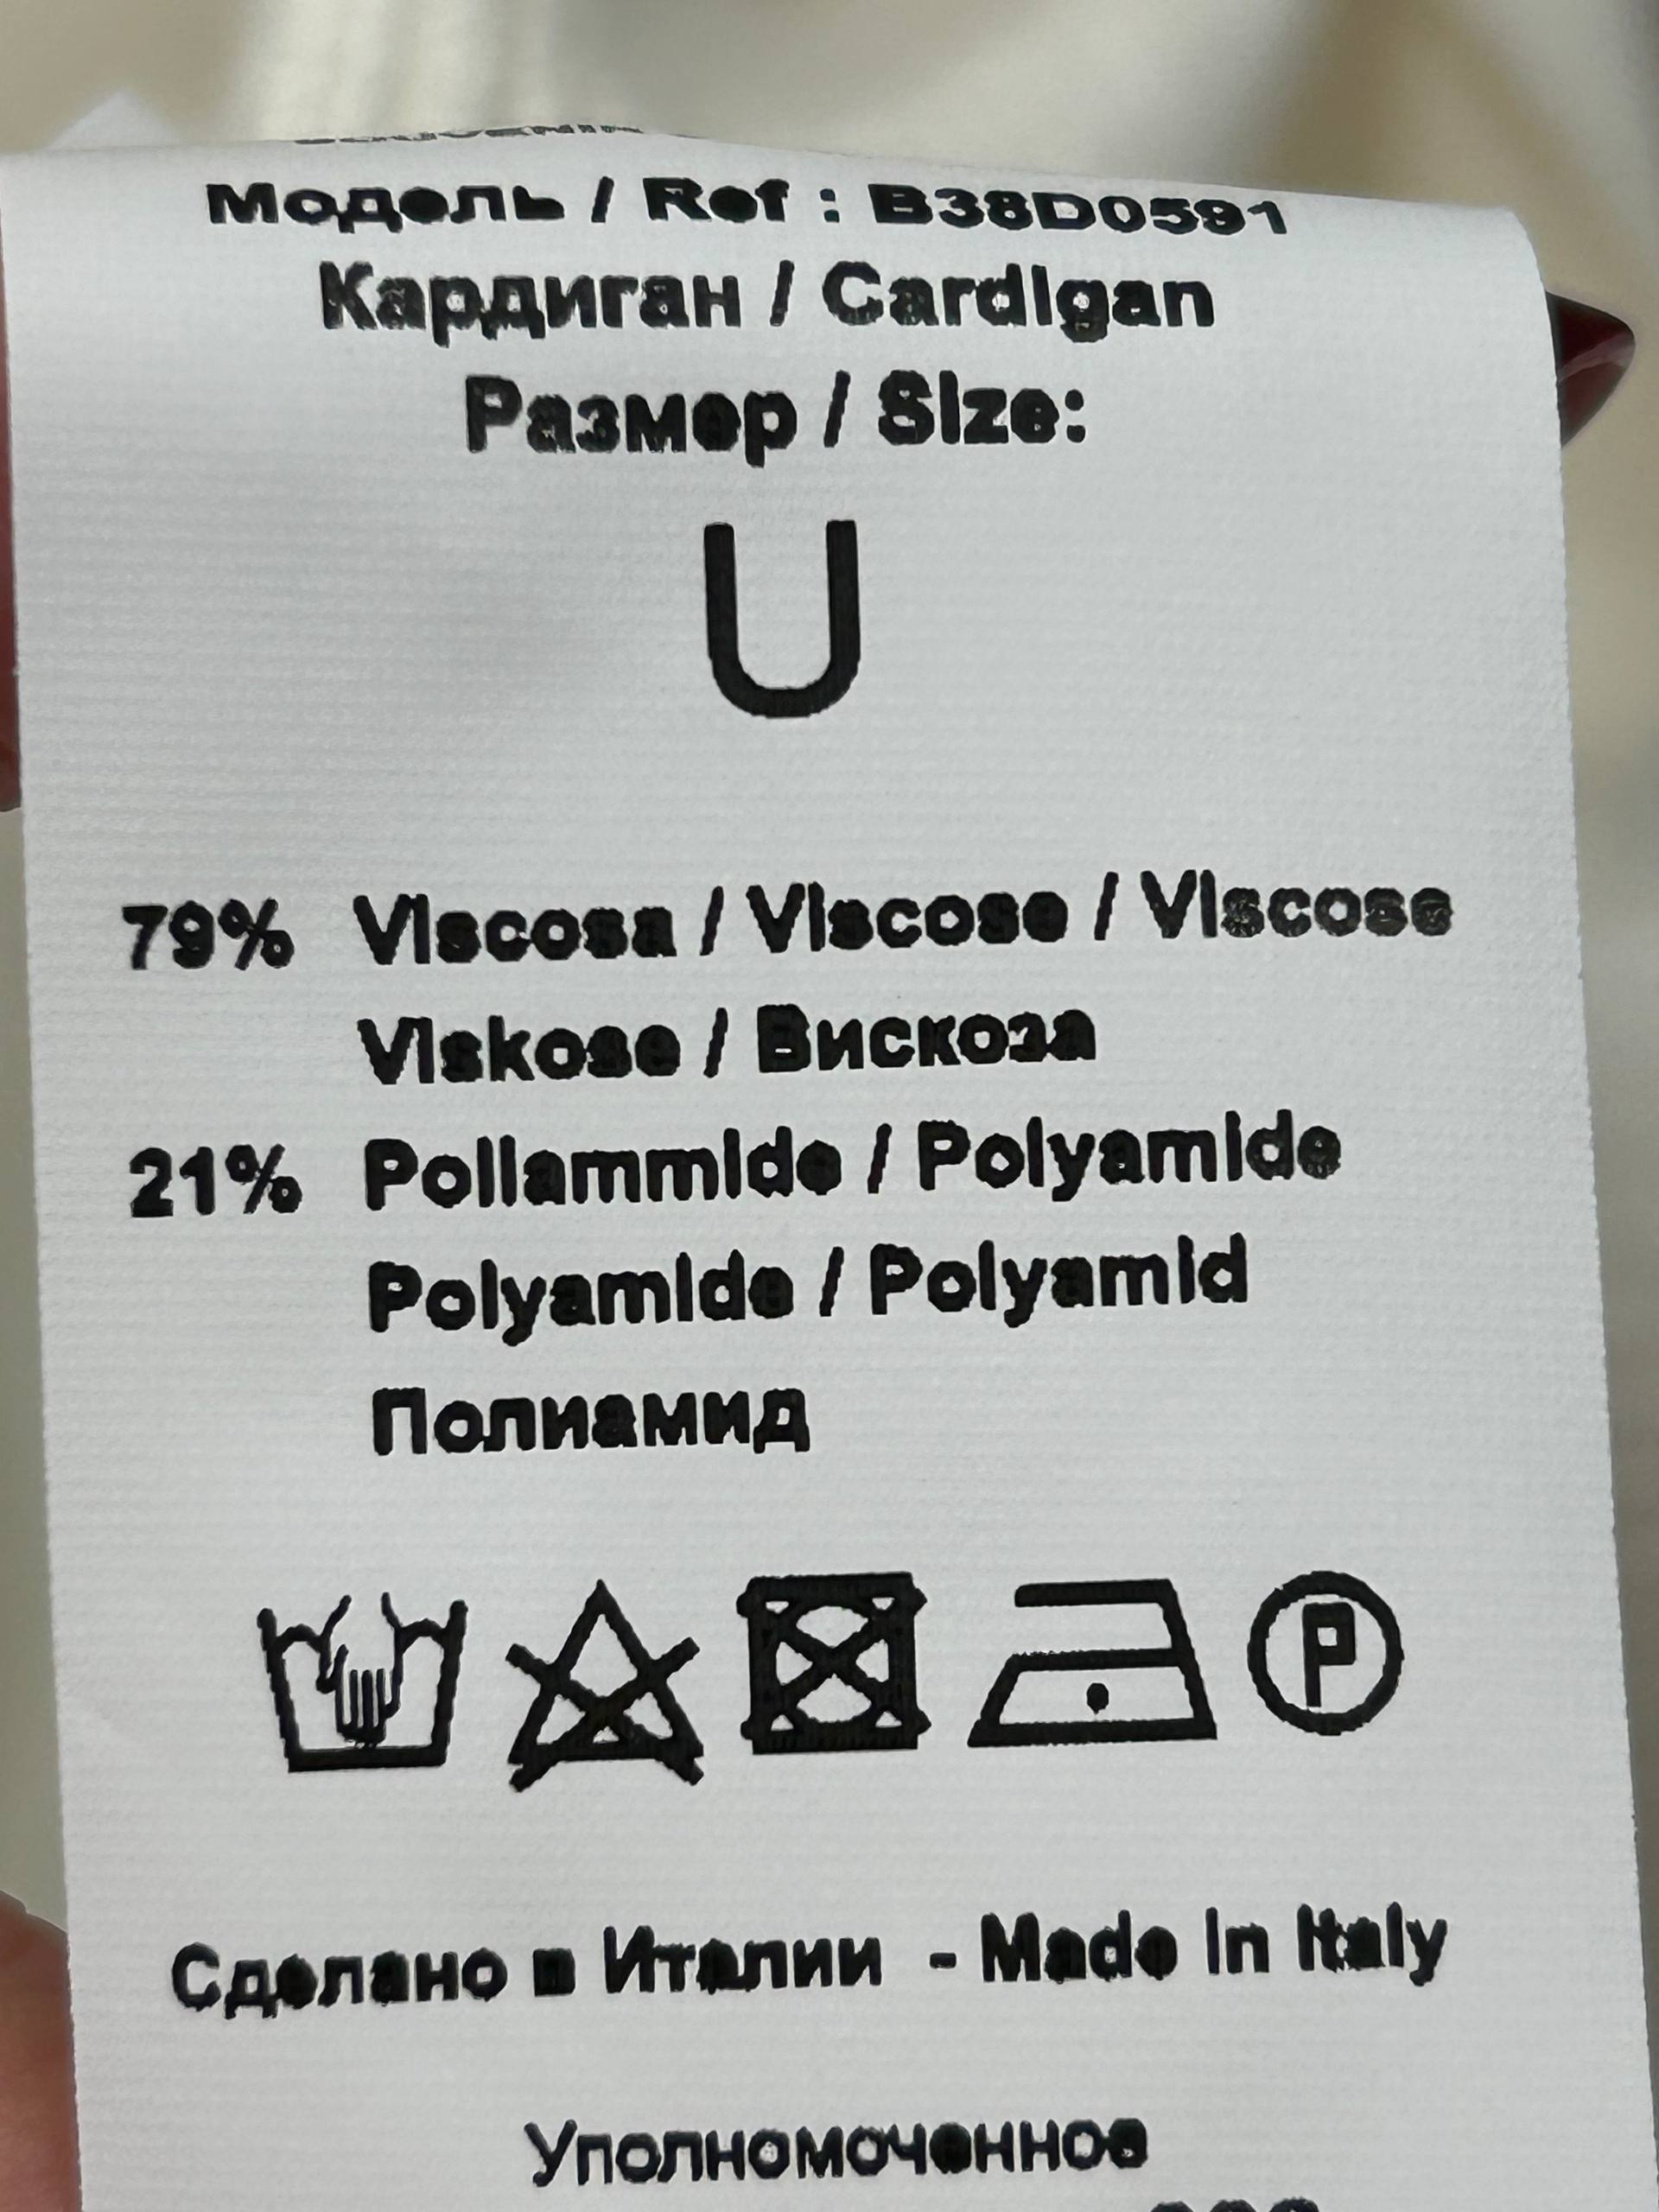 Модель / Ref : B38D0591
Кардиган / Cardigan
Размер / Size:
U
79% Viscosa / Viscose / Viscose
Viskose / Вискоза
21% Poliammide / Polyamide
Polyamide / Polyamid
Полиамид
P
Сделано в Италии - Made in Italy
Уполномоченное